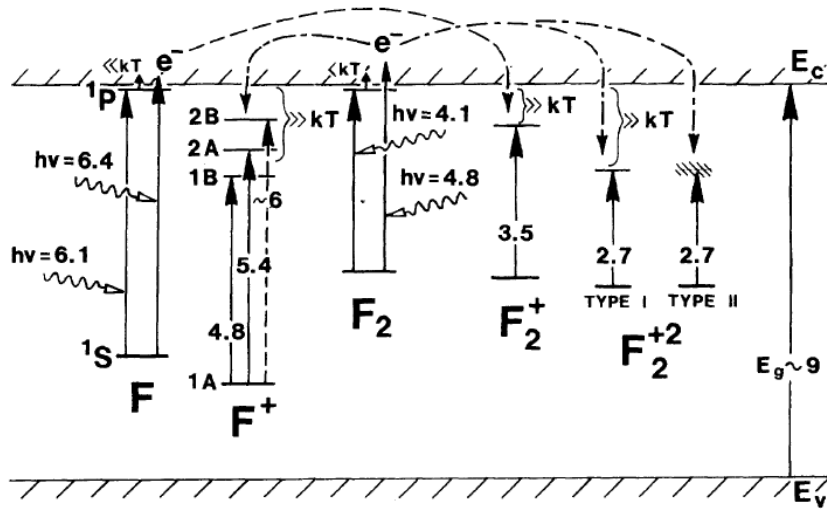 ≪kT e⁻ e⁻ ≪kT E_c
¹P 2B }≫kT }≫kT }≫kT
2A hν=4.1
hν=6.4 1B ~6 hν=4.8
hν=6.1 5.4 3.5 2.7 2.7
4.8 F₂ TYPE I TYPE II
¹S F₂⁺ F₂⁺²
F 1A F⁺ E_g~9
E_v